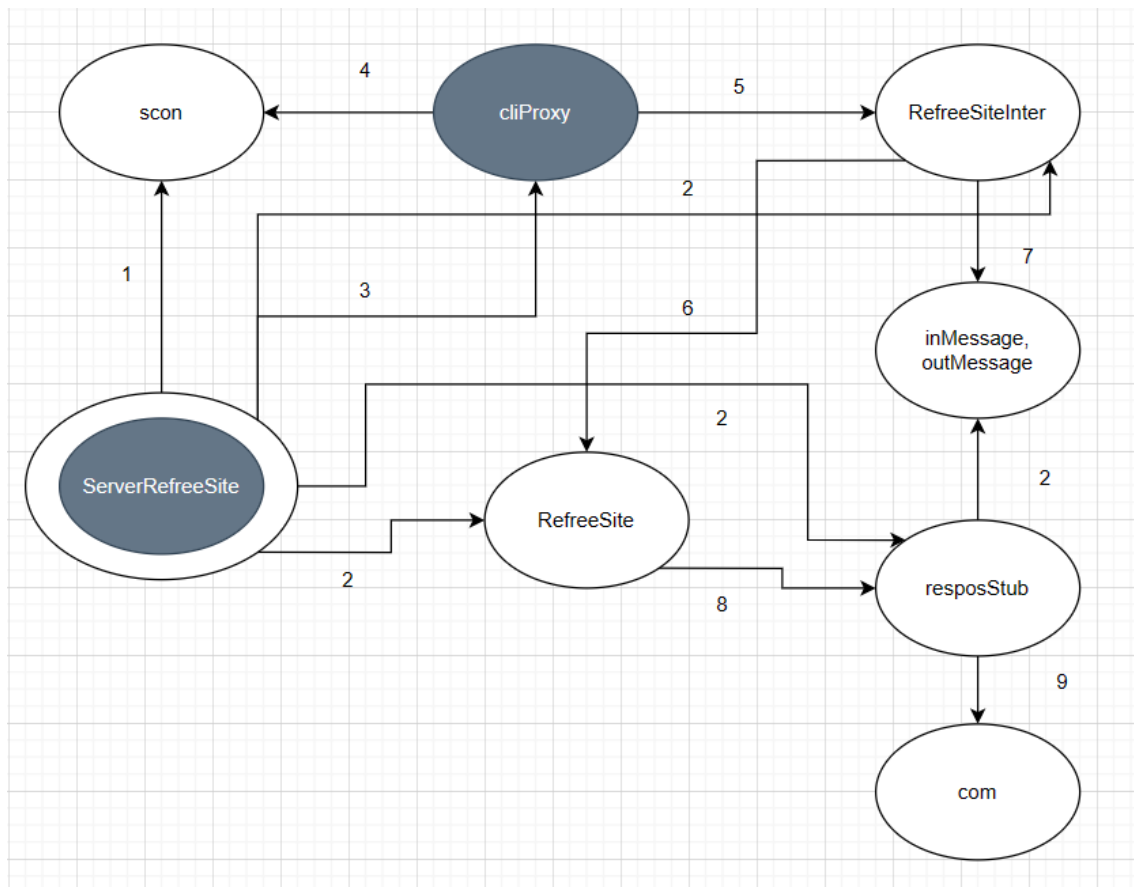 4
5
scon
cliProxy
RefreeSiteInter
2
1
3
7
6
inMessage,
outMessage
2
2
ServerRefreeSite
RefreeSite
2
8
resposStub
9
com